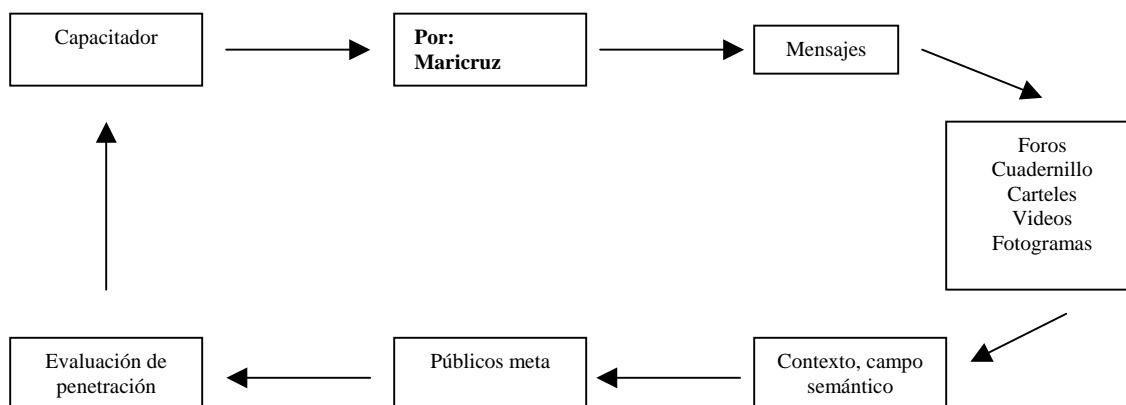 Capacitador
Por:
Maricruz
Mensajes
Foros
Cuadernillo
Carteles
Videos
Fotogramas
Contexto, campo
semántico
Públicos meta
Evaluación de
penetración